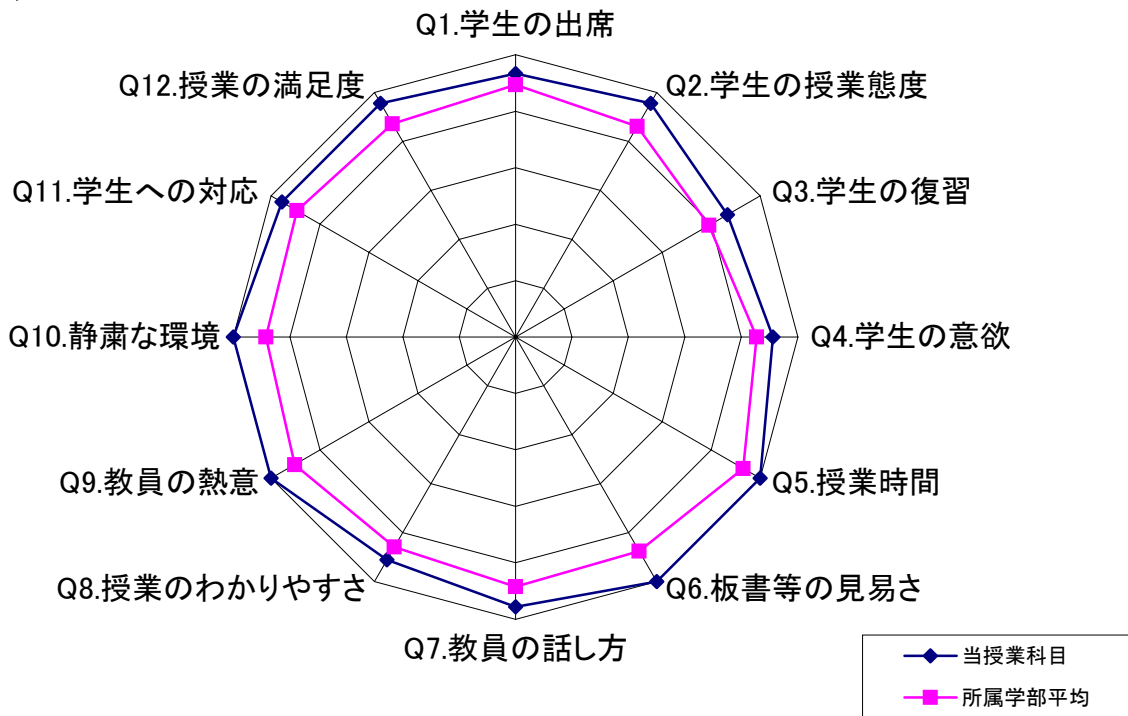 Q1.学生の出席
Q2.学生の授業態度
Q3.学生の復習
Q4.学生の意欲
Q5.授業時間
Q6.板書等の見易さ
Q7.教員の話し方
Q8.授業のわかりやすさ
Q9.教員の熱意
Q10.静粛な環境
Q11.学生への対応
Q12.授業の満足度
当授業科目
所属学部平均